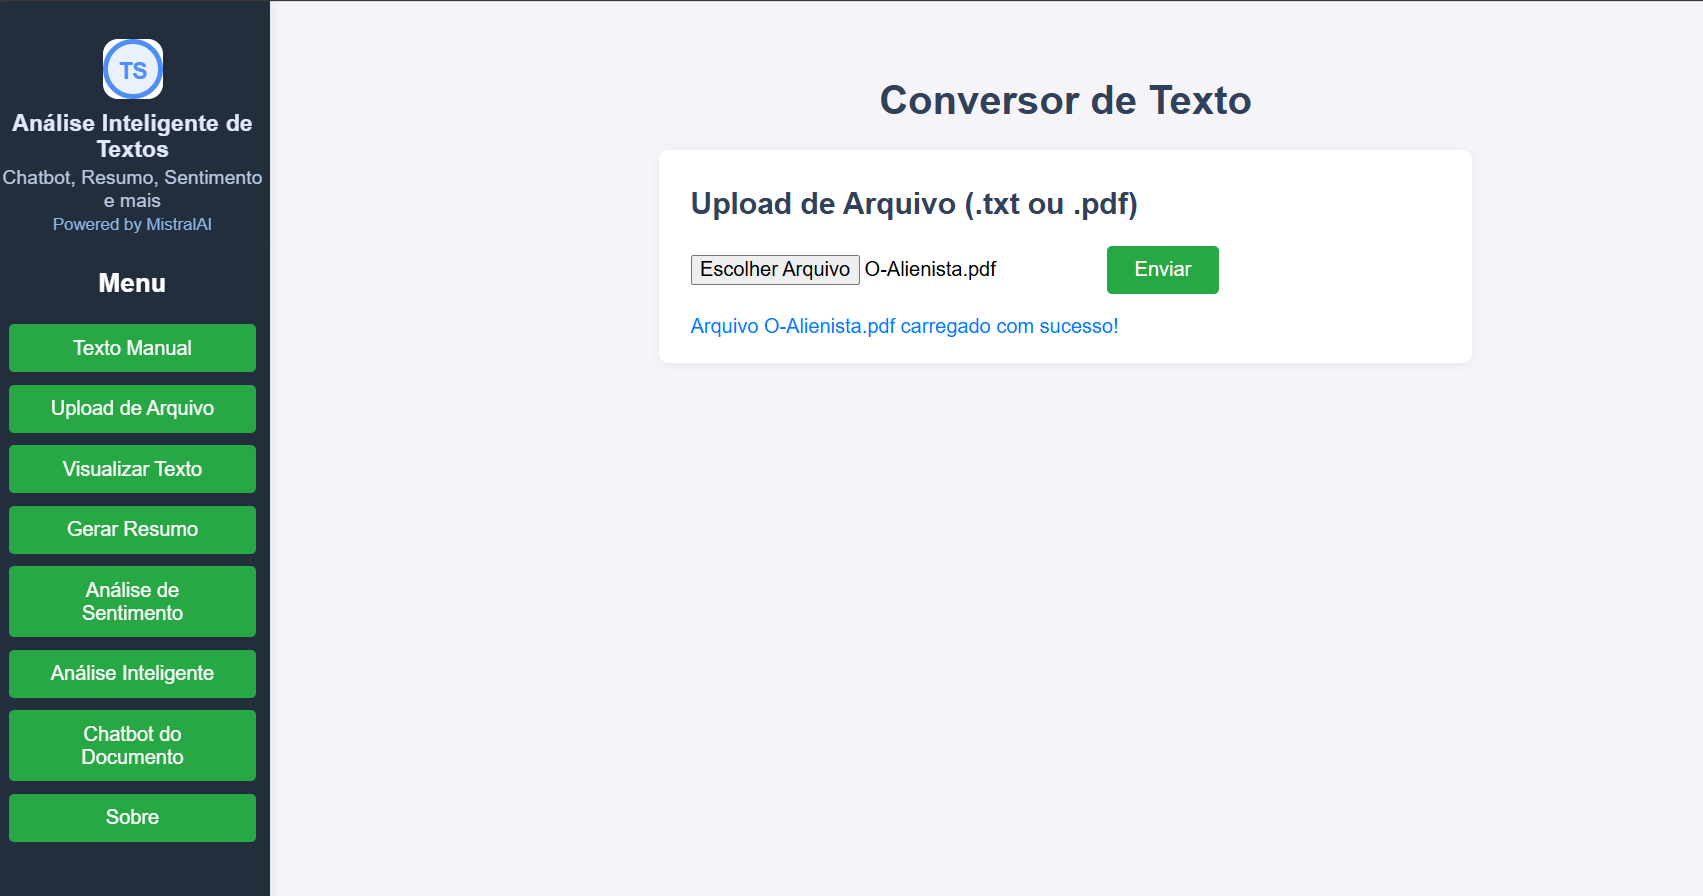 TS
Análise Inteligente de
Textos
Chatbot, Resumo, Sentimento
e mais
Powered by MistralAI
Menu
Texto Manual
Upload de Arquivo
Visualizar Texto
Gerar Resumo
Análise de
Sentimento
Análise Inteligente
Chatbot do
Documento
Sobre
Conversor de Texto
Upload de Arquivo (.txt ou .pdf)
Escolher Arquivo O-Alienista.pdf Enviar
Arquivo O-Alienista.pdf carregado com sucesso!